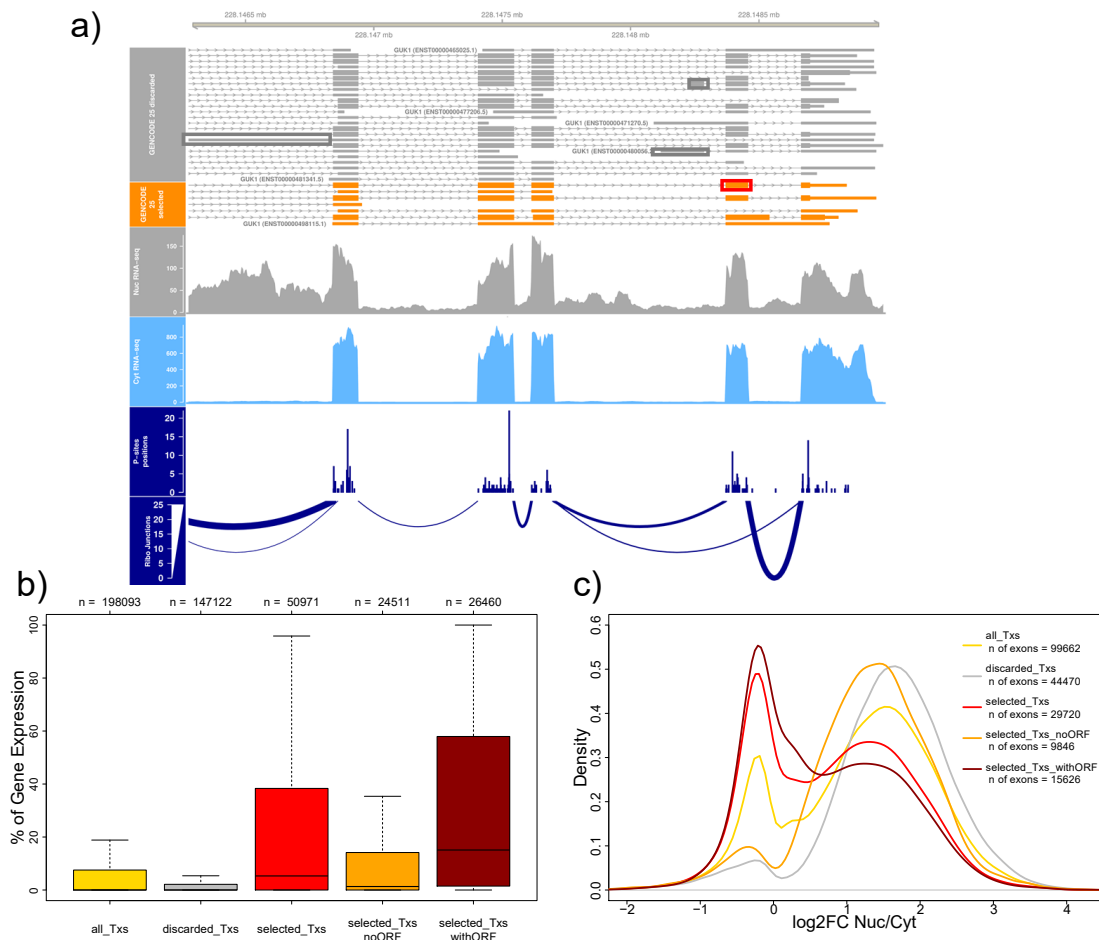 a)
228.1465 mb
228.1475 mb
228.1485 mb
228.147 mb
228.148 mb
GENCODE 25 discarded
GUK1 (ENST00000465025.1)
GUK1 (ENST00000477206.5)
GUK1 (ENST00000471270.5)
GUK1 (ENST00000480056.
GUK1 (ENST00000481341.5)
GENCODE
25
selected
GUK1 (ENST00000498115.1)
Nuc RNA-seq
150
100
50
0
Cyt RNA-seq
800
600
400
200
0
P-sites
positions
20
15
10
5
0
Ribo Junctions
25
20
15
10
5
0
b)
n = 198093
n = 147122
n = 50971
n = 24511
n = 26460
% of Gene Expression
100
80
60
40
20
0
all_Txs
discarded_Txs
selected_Txs
selected_Txs
noORF
selected_Txs
withORF
c)
Density
0.6
0.5
0.4
0.3
0.2
0.1
0.0
all_Txs
n of exons = 99662
discarded_Txs
n of exons = 44470
selected_Txs
n of exons = 29720
selected_Txs_noORF
n of exons = 9846
selected_Txs_withORF
n of exons = 15626
−2
−1
0
1
2
3
4
log2FC Nuc/Cyt